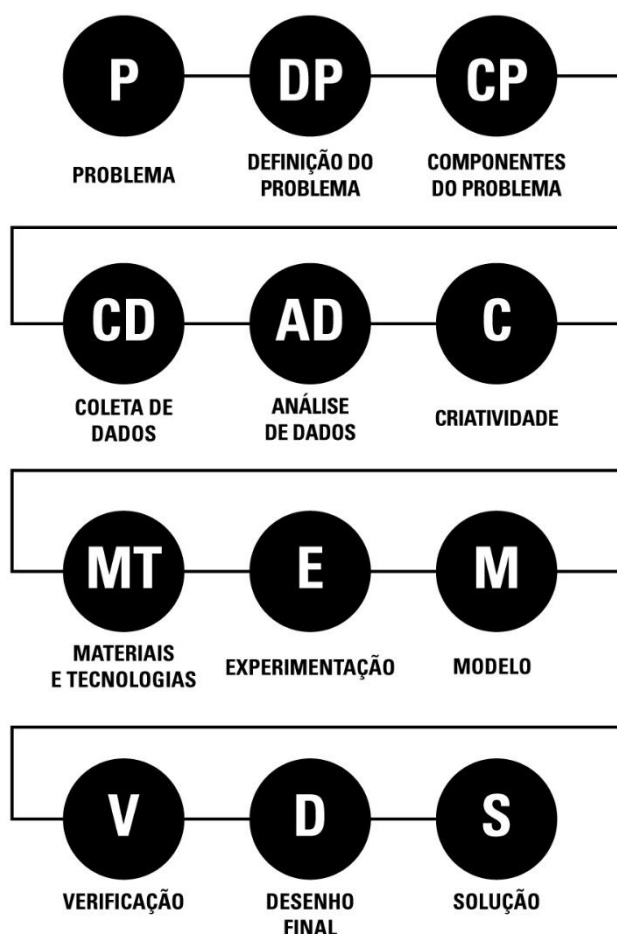 P
DP
CP
PROBLEMA
DEFINIÇÃO DO
PROBLEMA
COMPONENTES
DO PROBLEMA
CD
AD
C
COLETA DE
DADOS
ANÁLISE
DE DADOS
CRIATIVIDADE
MT
E
M
MATERIAIS
E TECNOLOGIAS
EXPERIMENTAÇÃO
MODELO
V
D
S
VERIFICAÇÃO
DESENHO
FINAL
SOLUÇÃO